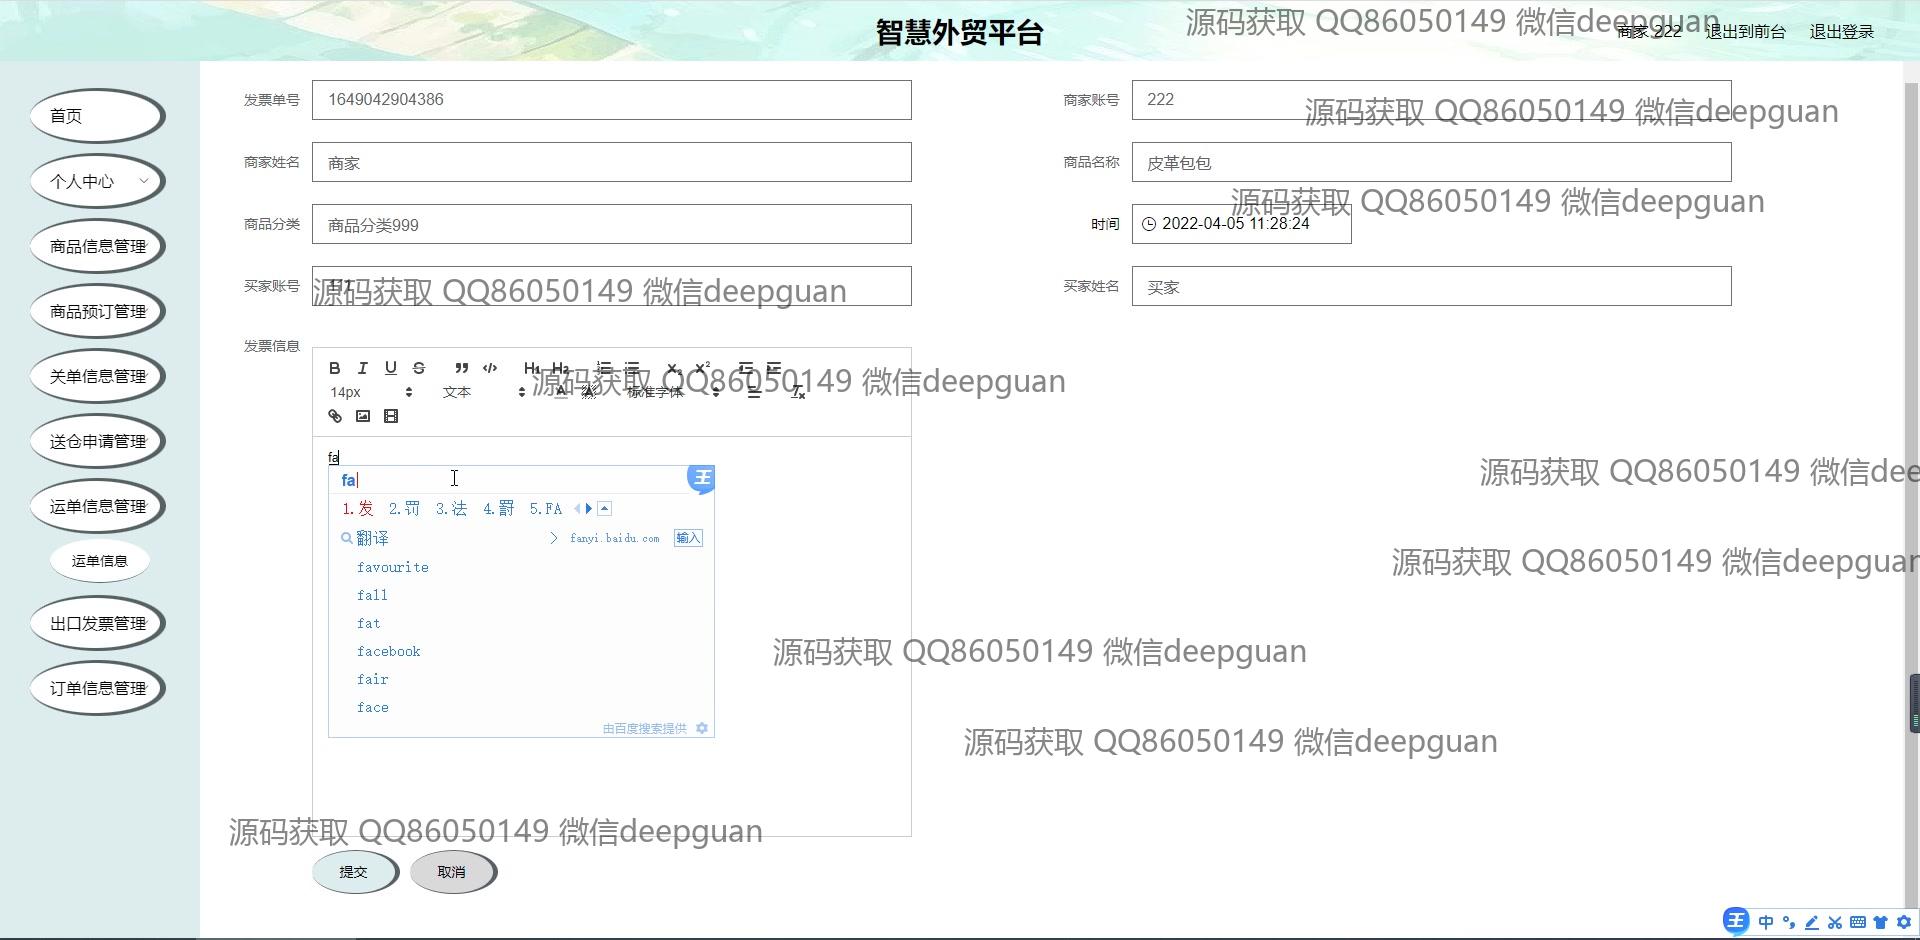 智慧外贸平台
源码获取 QQ86050149 微信deepguan
商家 222 退出到前台 退出登录
首页
个人中心
商品信息管理
商品预订管理
关单信息管理
送仓申请管理
运单信息管理
运单信息
出口发票管理
订单信息管理
发票单号 1649042904386
商家账号 222
源码获取 QQ86050149 微信deepguan
商家姓名 商家
商品名称 皮革包包
源码获取 QQ86050149 微信deepguan
商品分类 商品分类999
时间 2022-04-05 11:28:24
买家账号
源码获取 QQ86050149 微信deepguan
买家姓名 买家
发票信息
B I U S H1 H2 X2 X2
14px 文本 标准字体
源码获取 QQ86050149 微信deepguan
fa
fa 王
1.发 2.罚 3.法 4.罸 5.FA
翻译 fanyi.baidu.com 输入
favourite
fall
fat
facebook
fair
face
由百度搜索提供
源码获取 QQ86050149 微信dee
源码获取 QQ86050149 微信deepguan
源码获取 QQ86050149 微信deepguan
源码获取 QQ86050149 微信deepguan
源码获取 QQ86050149 微信deepguan
提交 取消
王 中